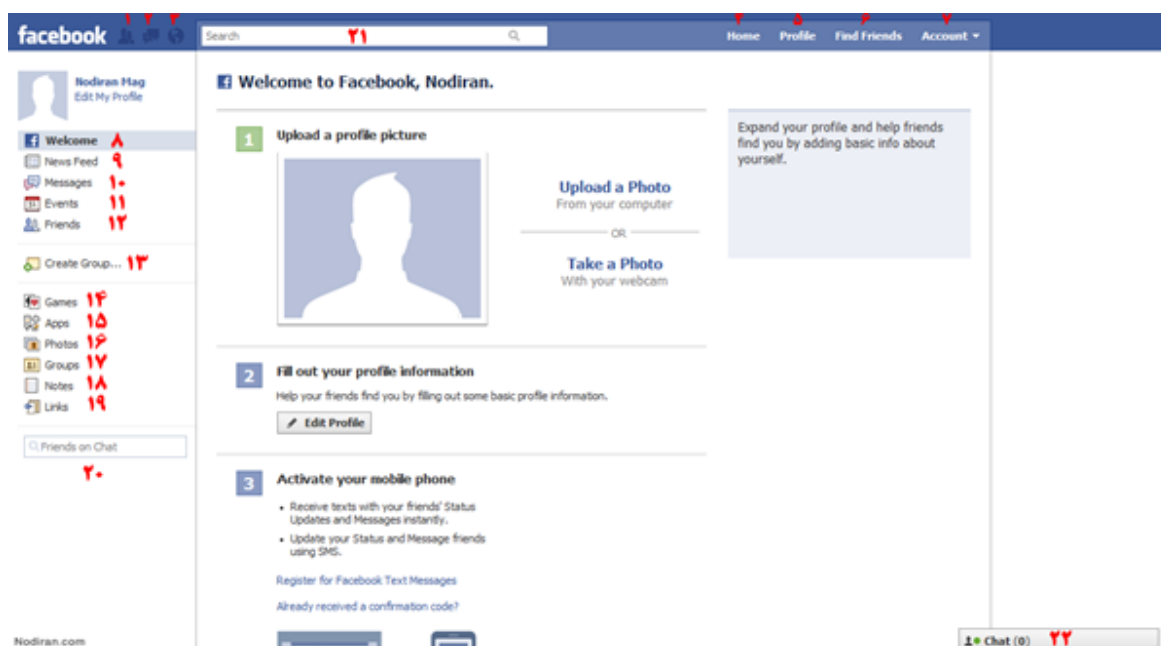 facebook Search ۲۱ Home Profile Find Friends Account
Nodiran Mag
Edit My Profile
Welcome ۸
News Feed ۹
Messages ۱۰
Events ۱۱
Friends ۱۲
Create Group... ۱۳
Games ۱۴
Apps ۱۵
Photos ۱۶
Groups ۱۷
Notes ۱۸
Links ۱۹
Friends on Chat
۲۰
Nodiran.com
Welcome to Facebook, Nodiran.
1 Upload a profile picture
Upload a Photo
From your computer
OR
Take a Photo
With your webcam
2 Fill out your profile information
Help your friends find you by filling out some basic profile information.
Edit Profile
3 Activate your mobile phone
• Receive texts with your friends' Status
Updates and Messages instantly.
• Update your Status and Message friends
using SMS.
Register for Facebook Text Messages
Already received a confirmation code?
Expand your profile and help friends
find you by adding basic info about
yourself.
Chat (0) ۲۲